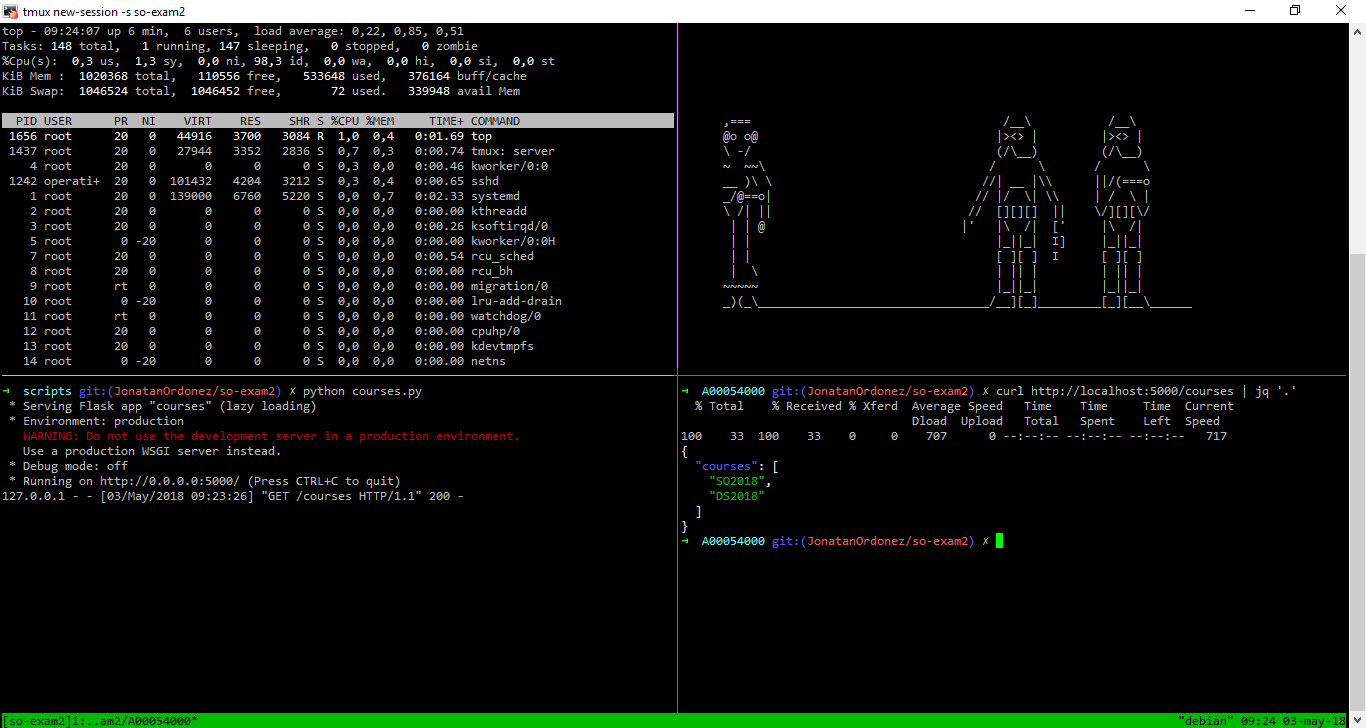 tmux new-session -s so-exam2
top - 09:24:07 up 6 min,  6 users,  load average: 0,22, 0,85, 0,51
Tasks: 148 total,   1 running, 147 sleeping,   0 stopped,   0 zombie
%Cpu(s):  0,3 us,  1,3 sy,  0,0 ni, 98,3 id,  0,0 wa,  0,0 hi,  0,0 si,  0,0 st
KiB Mem :  1020368 total,   110556 free,   533648 used,   376164 buff/cache
KiB Swap:  1046524 total,  1046452 free,       72 used.   339948 avail Mem
  PID USER      PR  NI    VIRT    RES    SHR S %CPU %MEM     TIME+ COMMAND
 1656 root      20   0   44916   3700   3084 R  1,0  0,4   0:01.69 top
 1437 root      20   0   27944   3352   2836 S  0,7  0,3   0:00.74 tmux: server
    4 root      20   0       0      0      0 S  0,3  0,0   0:00.46 kworker/0:0
 1242 operati+  20   0  101432   4204   3212 S  0,3  0,4   0:00.65 sshd
    1 root      20   0  139000   6760   5220 S  0,0  0,7   0:02.33 systemd
    2 root      20   0       0      0      0 S  0,0  0,0   0:00.00 kthreadd
    3 root      20   0       0      0      0 S  0,0  0,0   0:00.26 ksoftirqd/0
    5 root       0 -20       0      0      0 S  0,0  0,0   0:00.00 kworker/0:0H
    7 root      20   0       0      0      0 S  0,0  0,0   0:00.54 rcu_sched
    8 root      20   0       0      0      0 S  0,0  0,0   0:00.00 rcu_bh
    9 root      rt   0       0      0      0 S  0,0  0,0   0:00.00 migration/0
   10 root       0 -20       0      0      0 S  0,0  0,0   0:00.00 lru-add-drain
   11 root      rt   0       0      0      0 S  0,0  0,0   0:00.00 watchdog/0
   12 root      20   0       0      0      0 S  0,0  0,0   0:00.00 cpuhp/0
   13 root      20   0       0      0      0 S  0,0  0,0   0:00.00 kdevtmpfs
   14 root       0 -20       0      0      0 S  0,0  0,0   0:00.00 netns
→  scripts git:(JonatanOrdonez/so-exam2) ✗ python courses.py
 * Serving Flask app "courses" (lazy loading)
 * Environment: production
   WARNING: Do not use the development server in a production environment.
   Use a production WSGI server instead.
 * Debug mode: off
 * Running on http://0.0.0.0:5000/ (Press CTRL+C to quit)
127.0.0.1 - - [03/May/2018 09:23:26] "GET /courses HTTP/1.1" 200 -
→  A00054000 git:(JonatanOrdonez/so-exam2) ✗ curl http://localhost:5000/courses | jq '.'
  % Total    % Received % Xferd  Average Speed   Time    Time     Time  Current
                                 Dload  Upload   Total   Spent    Left  Speed
100    33  100    33    0     0    707      0 --:--:-- --:--:-- --:--:--   717
{
  "courses": [
    "SO2018",
    "DS2018"
  ]
}
→  A00054000 git:(JonatanOrdonez/so-exam2) ✗
[so-exam2]1:..am2/A00054000*
"debian" 09:24 03-may-18